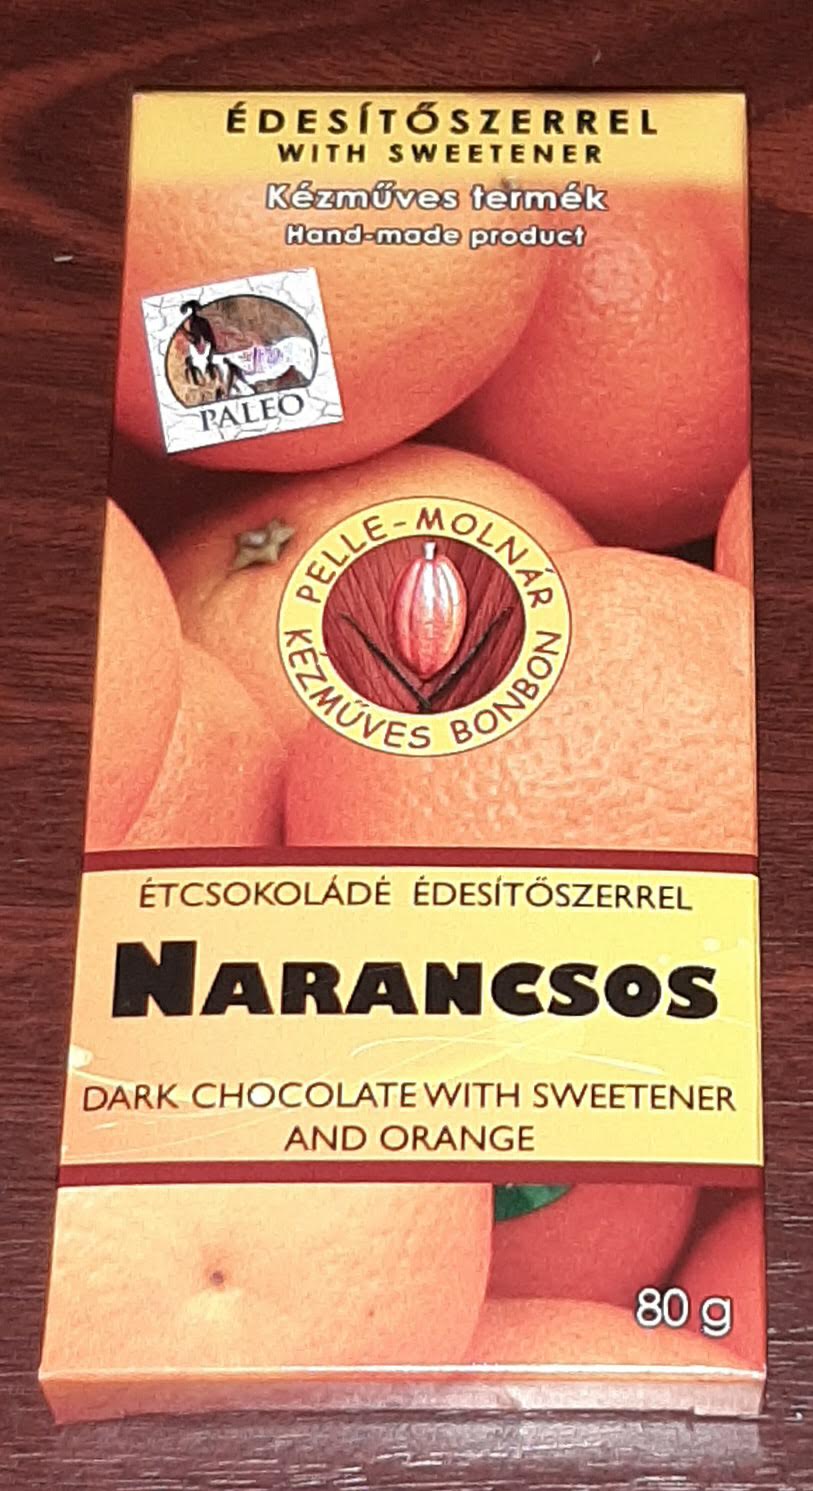 ÉDESÍTŐSZERREL
WITH SWEETENER
Kézműves termék
Hand-made product
PALEO
PELLE-MOLNÁR
KÉZMŰVES BONBON
ÉTCSOKOLÁDÉ ÉDESÍTŐSZERREL
NARANCSOS
DARK CHOCOLATE WITH SWEETENER
AND ORANGE
80 g